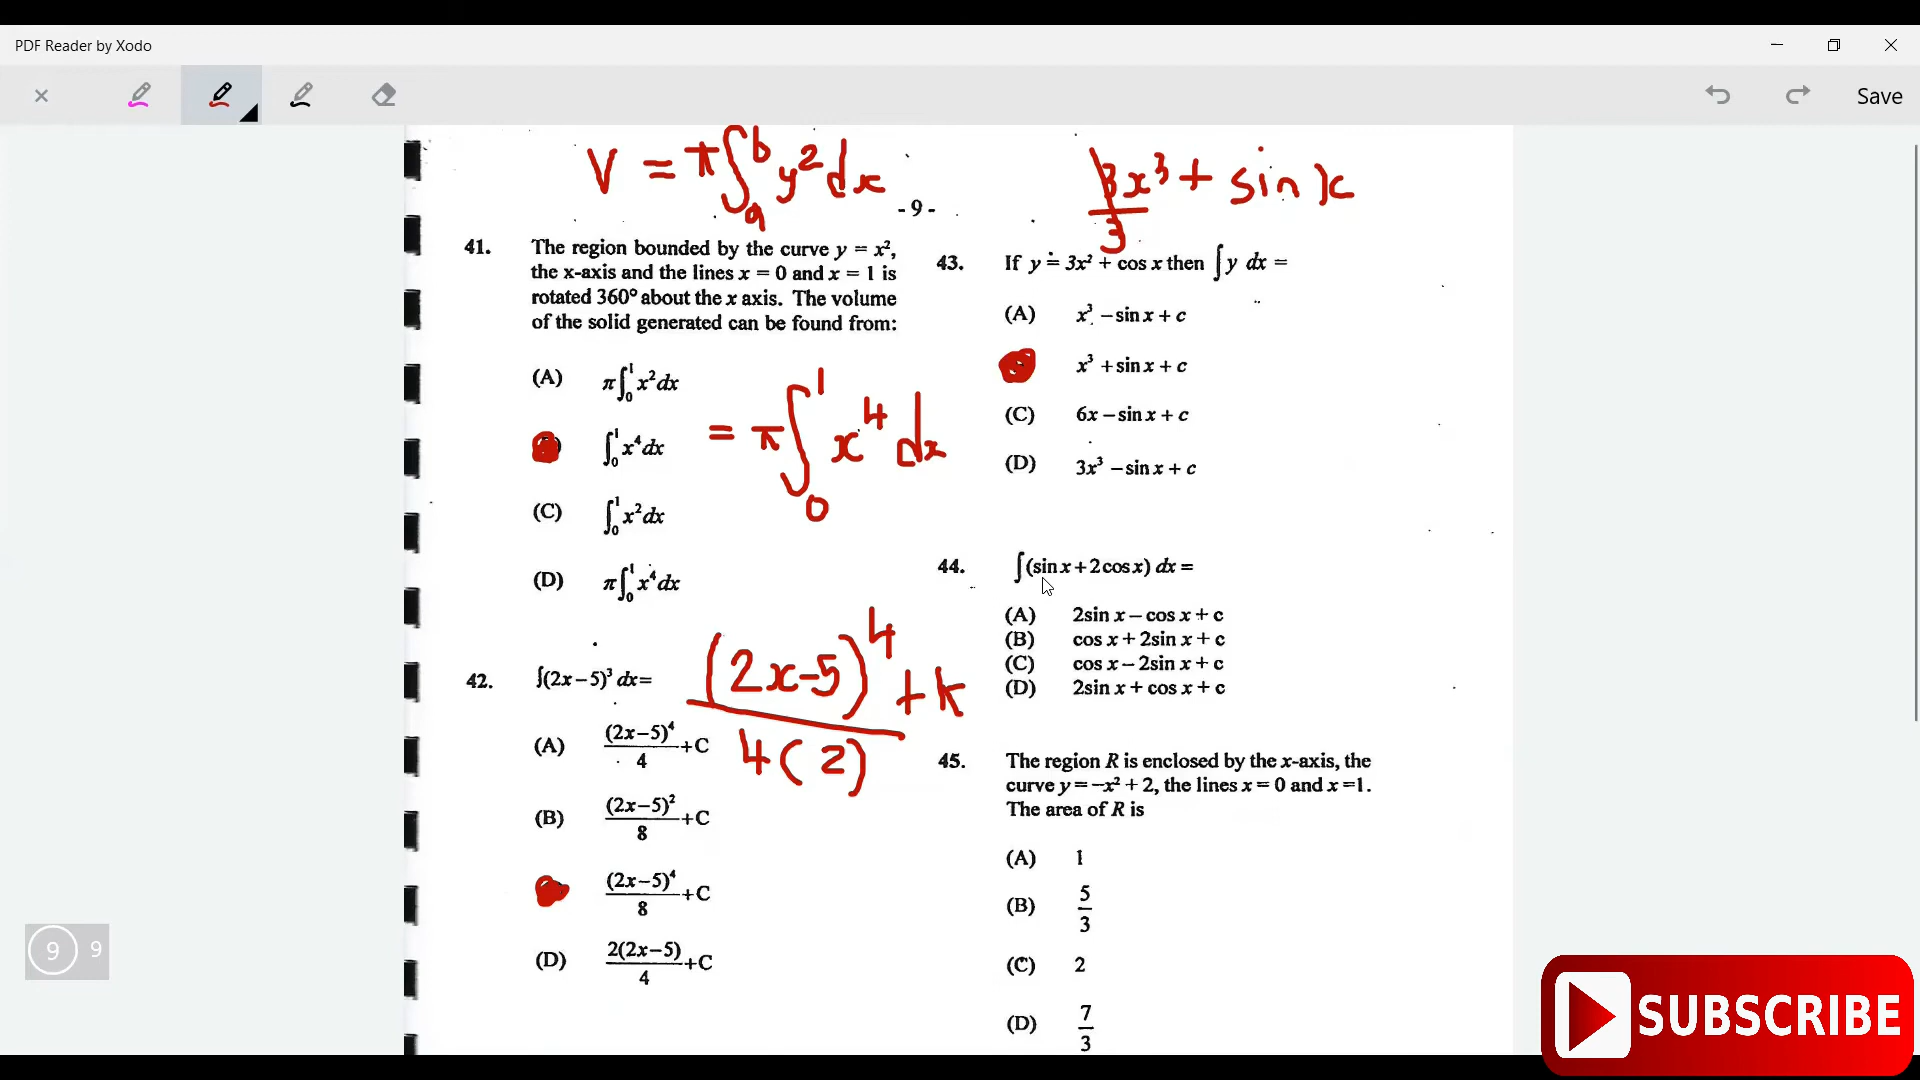 PDF Reader by Xodo
Save
V = π∫ₐᵇ y² dx
3x³/3 + sin x
- 9 -
41. The region bounded by the curve y = x²,
the x-axis and the lines x = 0 and x = 1 is
rotated 360° about the x axis. The volume
of the solid generated can be found from:
(A) π∫₀¹ x² dx
∫₀¹ x⁴ dx
= π∫₀¹ x⁴ dx
(C) ∫₀¹ x² dx
(D) π∫₀¹ x⁴ dx
42. ∫(2x – 5)³ dx =
(2x-5)⁴/4(2) + k
(A) (2x–5)⁴/4 + C
(B) (2x–5)²/8 + C
(2x–5)⁴/8 + C
(D) 2(2x–5)/4 + C
43. If y = 3x² + cos x then ∫y dx =
(A) x³ – sin x + c
x³ + sin x + c
(C) 6x – sin x + c
(D) 3x³ – sin x + c
44. ∫(sin x + 2 cos x) dx =
(A) 2sin x – cos x + c
(B) cos x + 2sin x + c
(C) cos x – 2sin x + c
(D) 2sin x + cos x + c
45. The region R is enclosed by the x-axis, the
curve y = –x² + 2, the lines x = 0 and x =1.
The area of R is
(A) 1
(B) 5/3
(C) 2
(D) 7/3
9 9
SUBSCRIBE